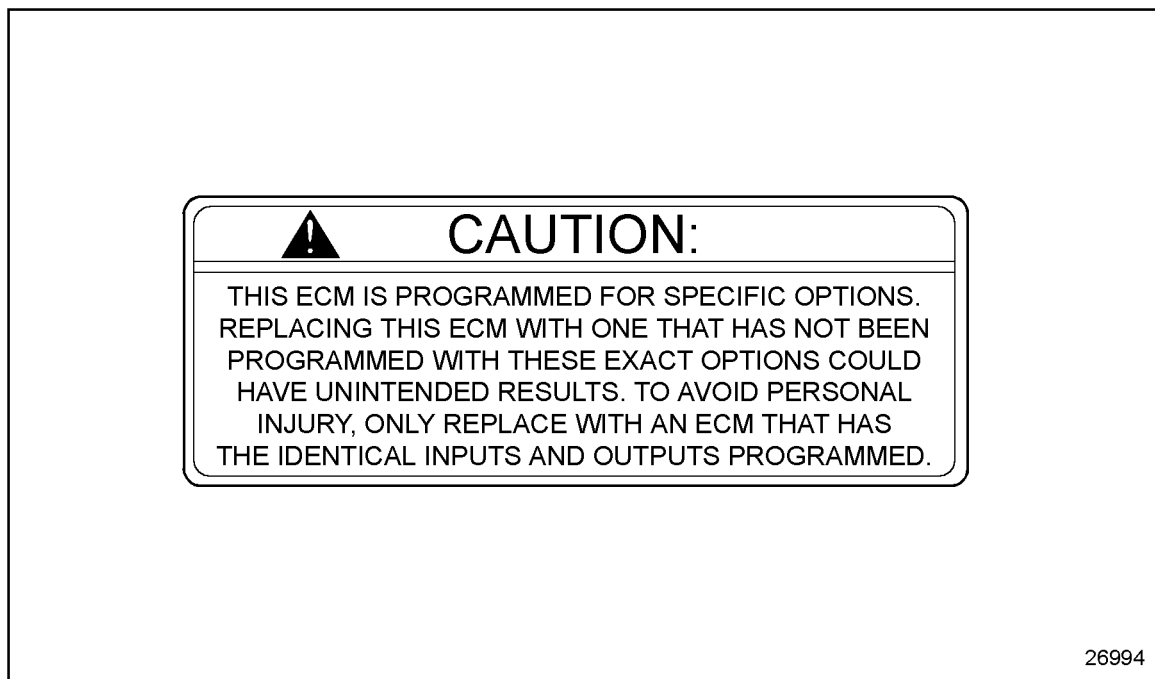 CAUTION:
THIS ECM IS PROGRAMMED FOR SPECIFIC OPTIONS.
REPLACING THIS ECM WITH ONE THAT HAS NOT BEEN
PROGRAMMED WITH THESE EXACT OPTIONS COULD
HAVE UNINTENDED RESULTS. TO AVOID PERSONAL
INJURY, ONLY REPLACE WITH AN ECM THAT HAS
THE IDENTICAL INPUTS AND OUTPUTS PROGRAMMED.
26994